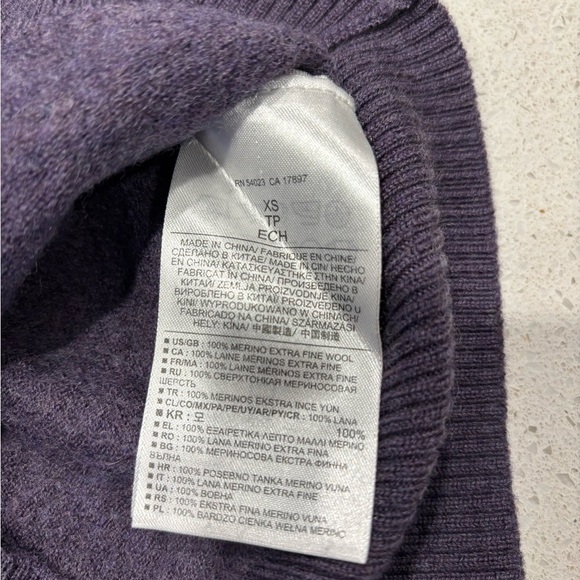 RN 54023 CA 17897
XS
TP
ECH
MADE IN CHINA/ FABRIQUE EN CHINE/
СДЕЛАНО В КИТАЕ/ MADE IN CIN/ HECHO
EN CHINA/ ΚΑΤΑΣΚΕΥΑΣΤΗΚΕ ΣΤΗΝ ΚΙΝΑ/
FABRICAT IN CHINA/ ПРОИЗВЕДЕНО В
КИТАЙ/ ZEMLJA PROIZVODNJE KINA/
ВИРОБЛЕНО В КИТАЇ/ PROIZVEDENO U
KINI/ WYPRODUKOWANO W CHINACH/
FABRICADO NA CHINA/ SZÁRMAZÁSI
HELY: KÍNA/ 中國製造/ 中国制造
■ US/GB : 100% MERINO EXTRA FINE WOOL
■ CA : 100% LAINE MERINOS EXTRA FINE
■ FR/MA : 100% LAINE MERINOS EXTRA FINE
■ RU : 100% СВЕРХТОНКАЯ МЕРИНОСОВАЯ
ШЕРСТЬ
■ TR : 100% MERINOS EKSTRA INCE YÜN
■ CL/CO/MX/PA/PE/UY/AR/PY/CR : 100% LANA
■ KR : 모 100%
■ EL : 100% ΕΞΑΙΡΕΤΙΚΑ ΛΕΠΤΟ ΜΑΛΛΙ ΜΕΡΙΝΟ
■ RO : 100% LANA MERINO EXTRA FINA
■ BG : 100% МЕРИНОСОВА ЕКСТРА ФИННА
ВЪЛНА
■ HR : 100% POSEBNO TANKA MERINO VUNA
■ IT : 100% LANA MERINO EXTRA FINE
■ UA : 100% ВОВНА
■ RS : 100% EKSTRA FINA MERINO VUNA
■ PL : 100% BARDZO CIENKA WEŁNA MERINO